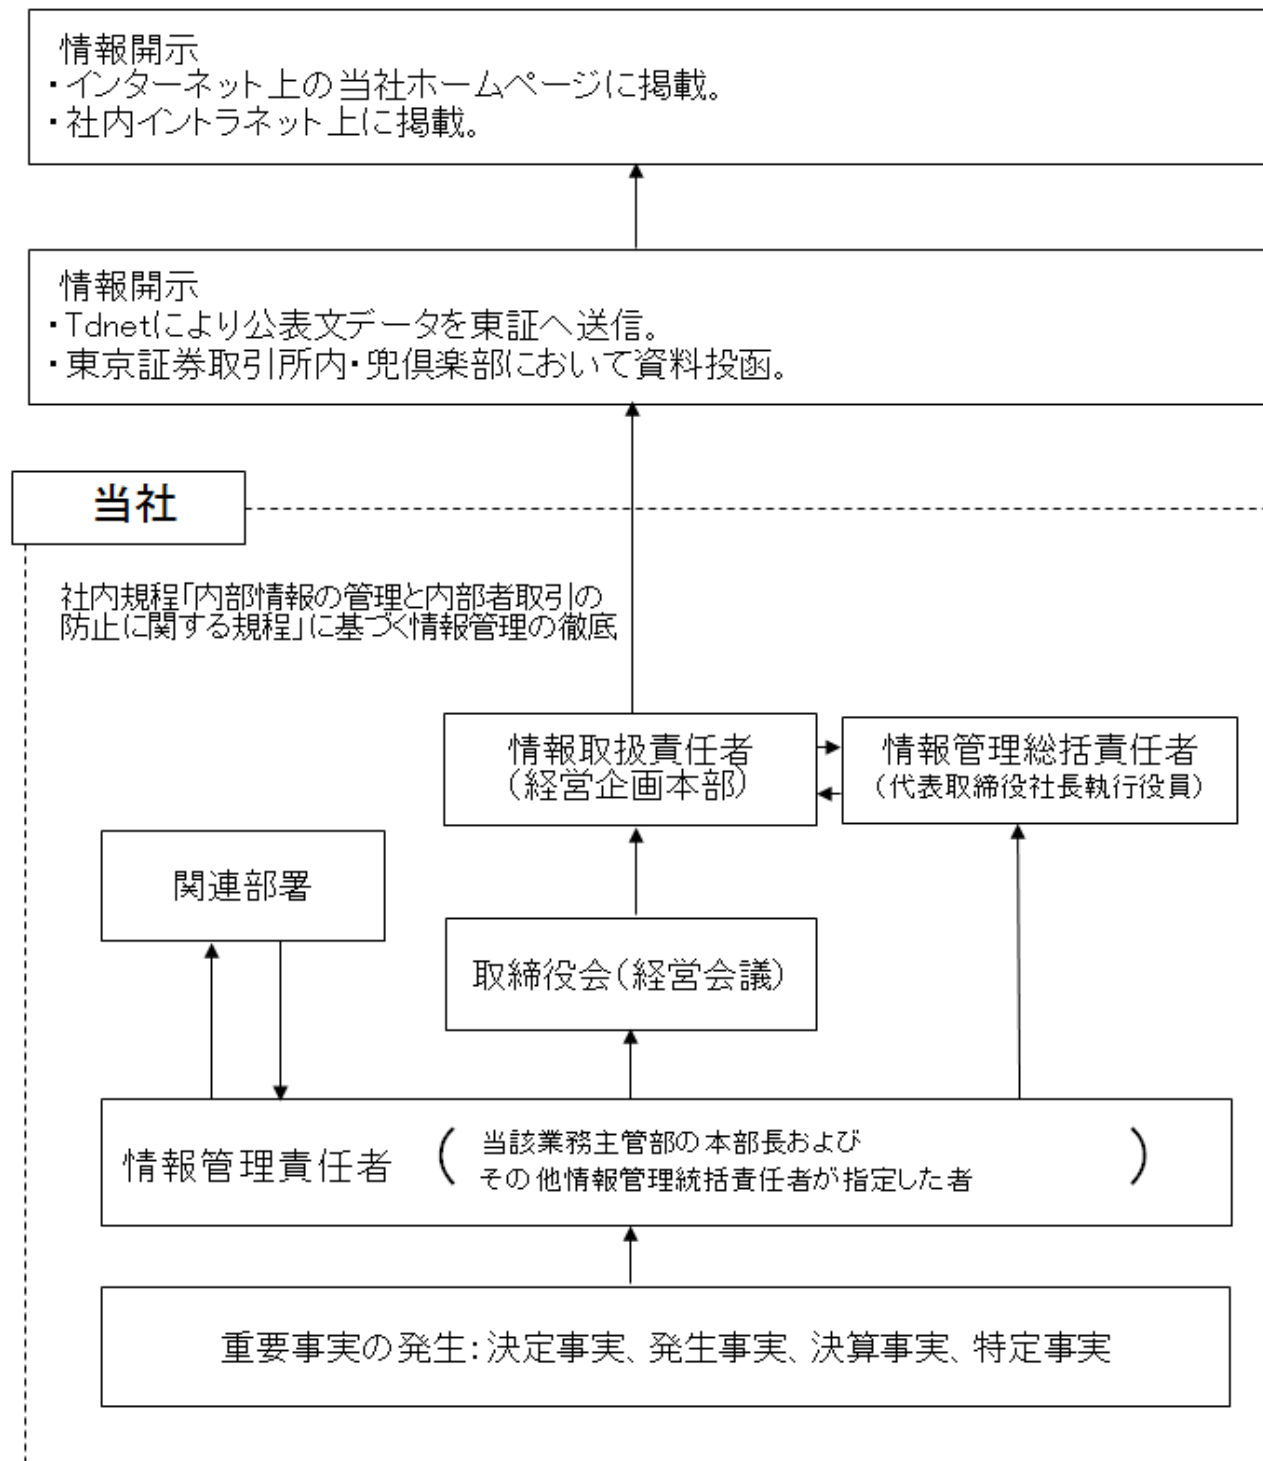 情報開示
・インターネット上の当社ホームページに掲載。
・社内イントラネット上に掲載。
情報開示
・Tdnetにより公表文データを東証へ送信。
・東京証券取引所内・兜倶楽部において資料投函。
当社
社内規程「内部情報の管理と内部者取引の
防止に関する規程」に基づく情報管理の徹底
情報取扱責任者
(経営企画本部)
情報管理総括責任者
(代表取締役社長執行役員)
関連部署
取締役会(経営会議)
情報管理責任者
( 当該業務主管部の本部長および
その他情報管理統括責任者が指定した者 )
重要事実の発生:決定事実、発生事実、決算事実、特定事実